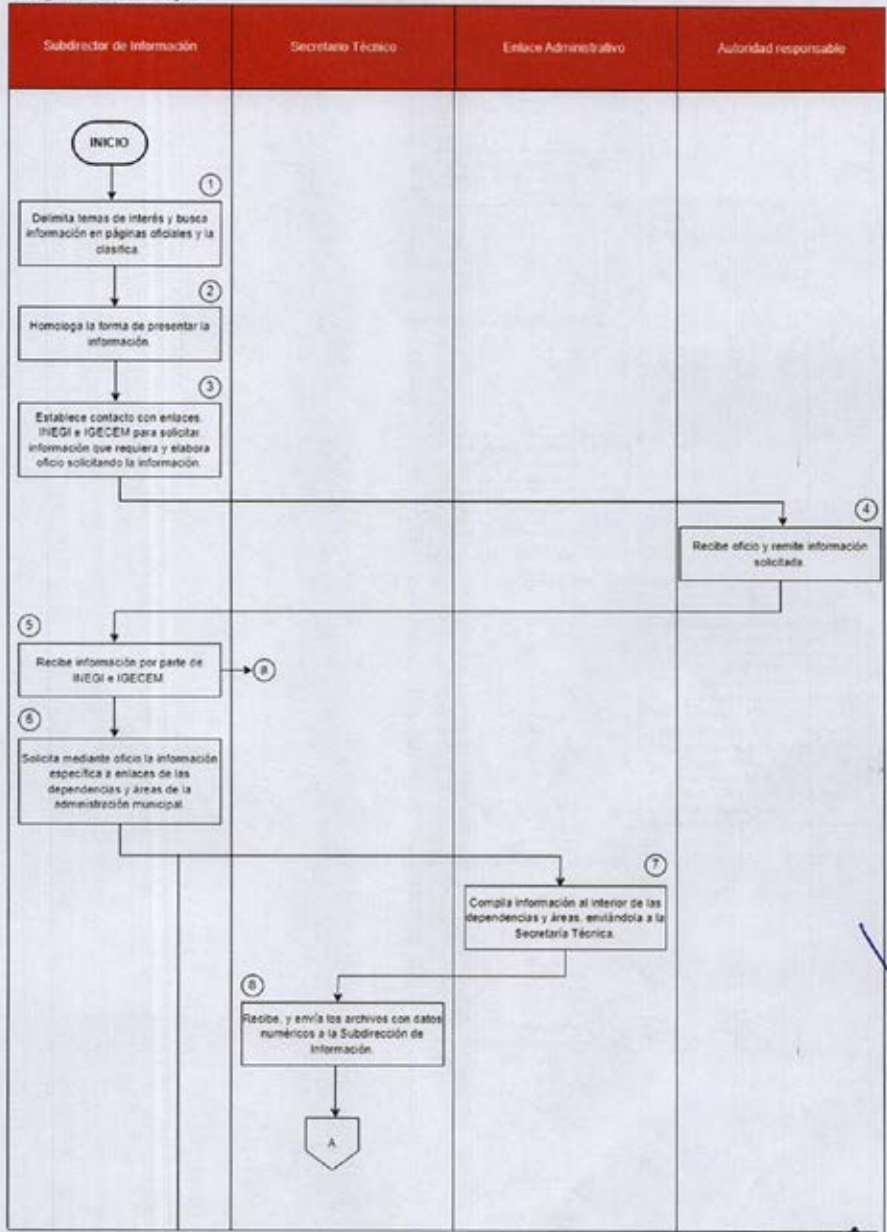 Subdirector de Información
Secretario Técnico
Enlace Administrativo
Autoridad responsable
INICIO
1
Delimita temas de interés y busca
información en páginas oficiales y la
clasifica.
2
Homologa la forma de presentar la
información.
3
Establece contacto con enlaces
INEGI e IGECEM para solicitar
información que requiera y elabora
oficio solicitando la información.
4
Recibe oficio y remite información
solicitada.
5
Recibe información por parte de
INEGI e IGECEM.
a
6
Solicita mediante oficio la información
específica a enlaces de las
dependencias y áreas de la
administración municipal.
7
Compila información al interior de las
dependencias y áreas, enviándola a la
Secretaría Técnica.
8
Recibe, y envía los archivos con datos
numéricos a la Subdirección de
Información.
A